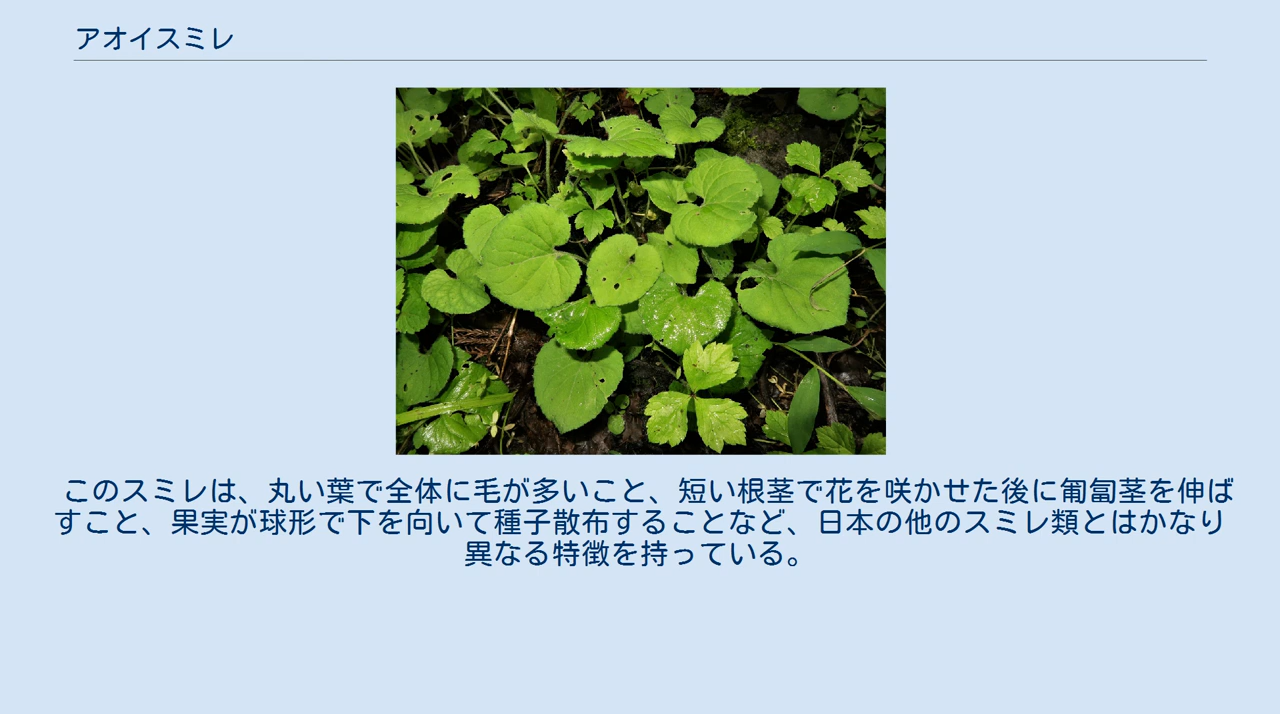 アオイスミレ
このスミレは、丸い葉で全体に毛が多いこと、短い根茎で花を咲かせた後に匍匐茎を伸ば
すこと、果実が球形で下を向いて種子散布することなど、日本の他のスミレ類とはかなり
異なる特徴を持っている。